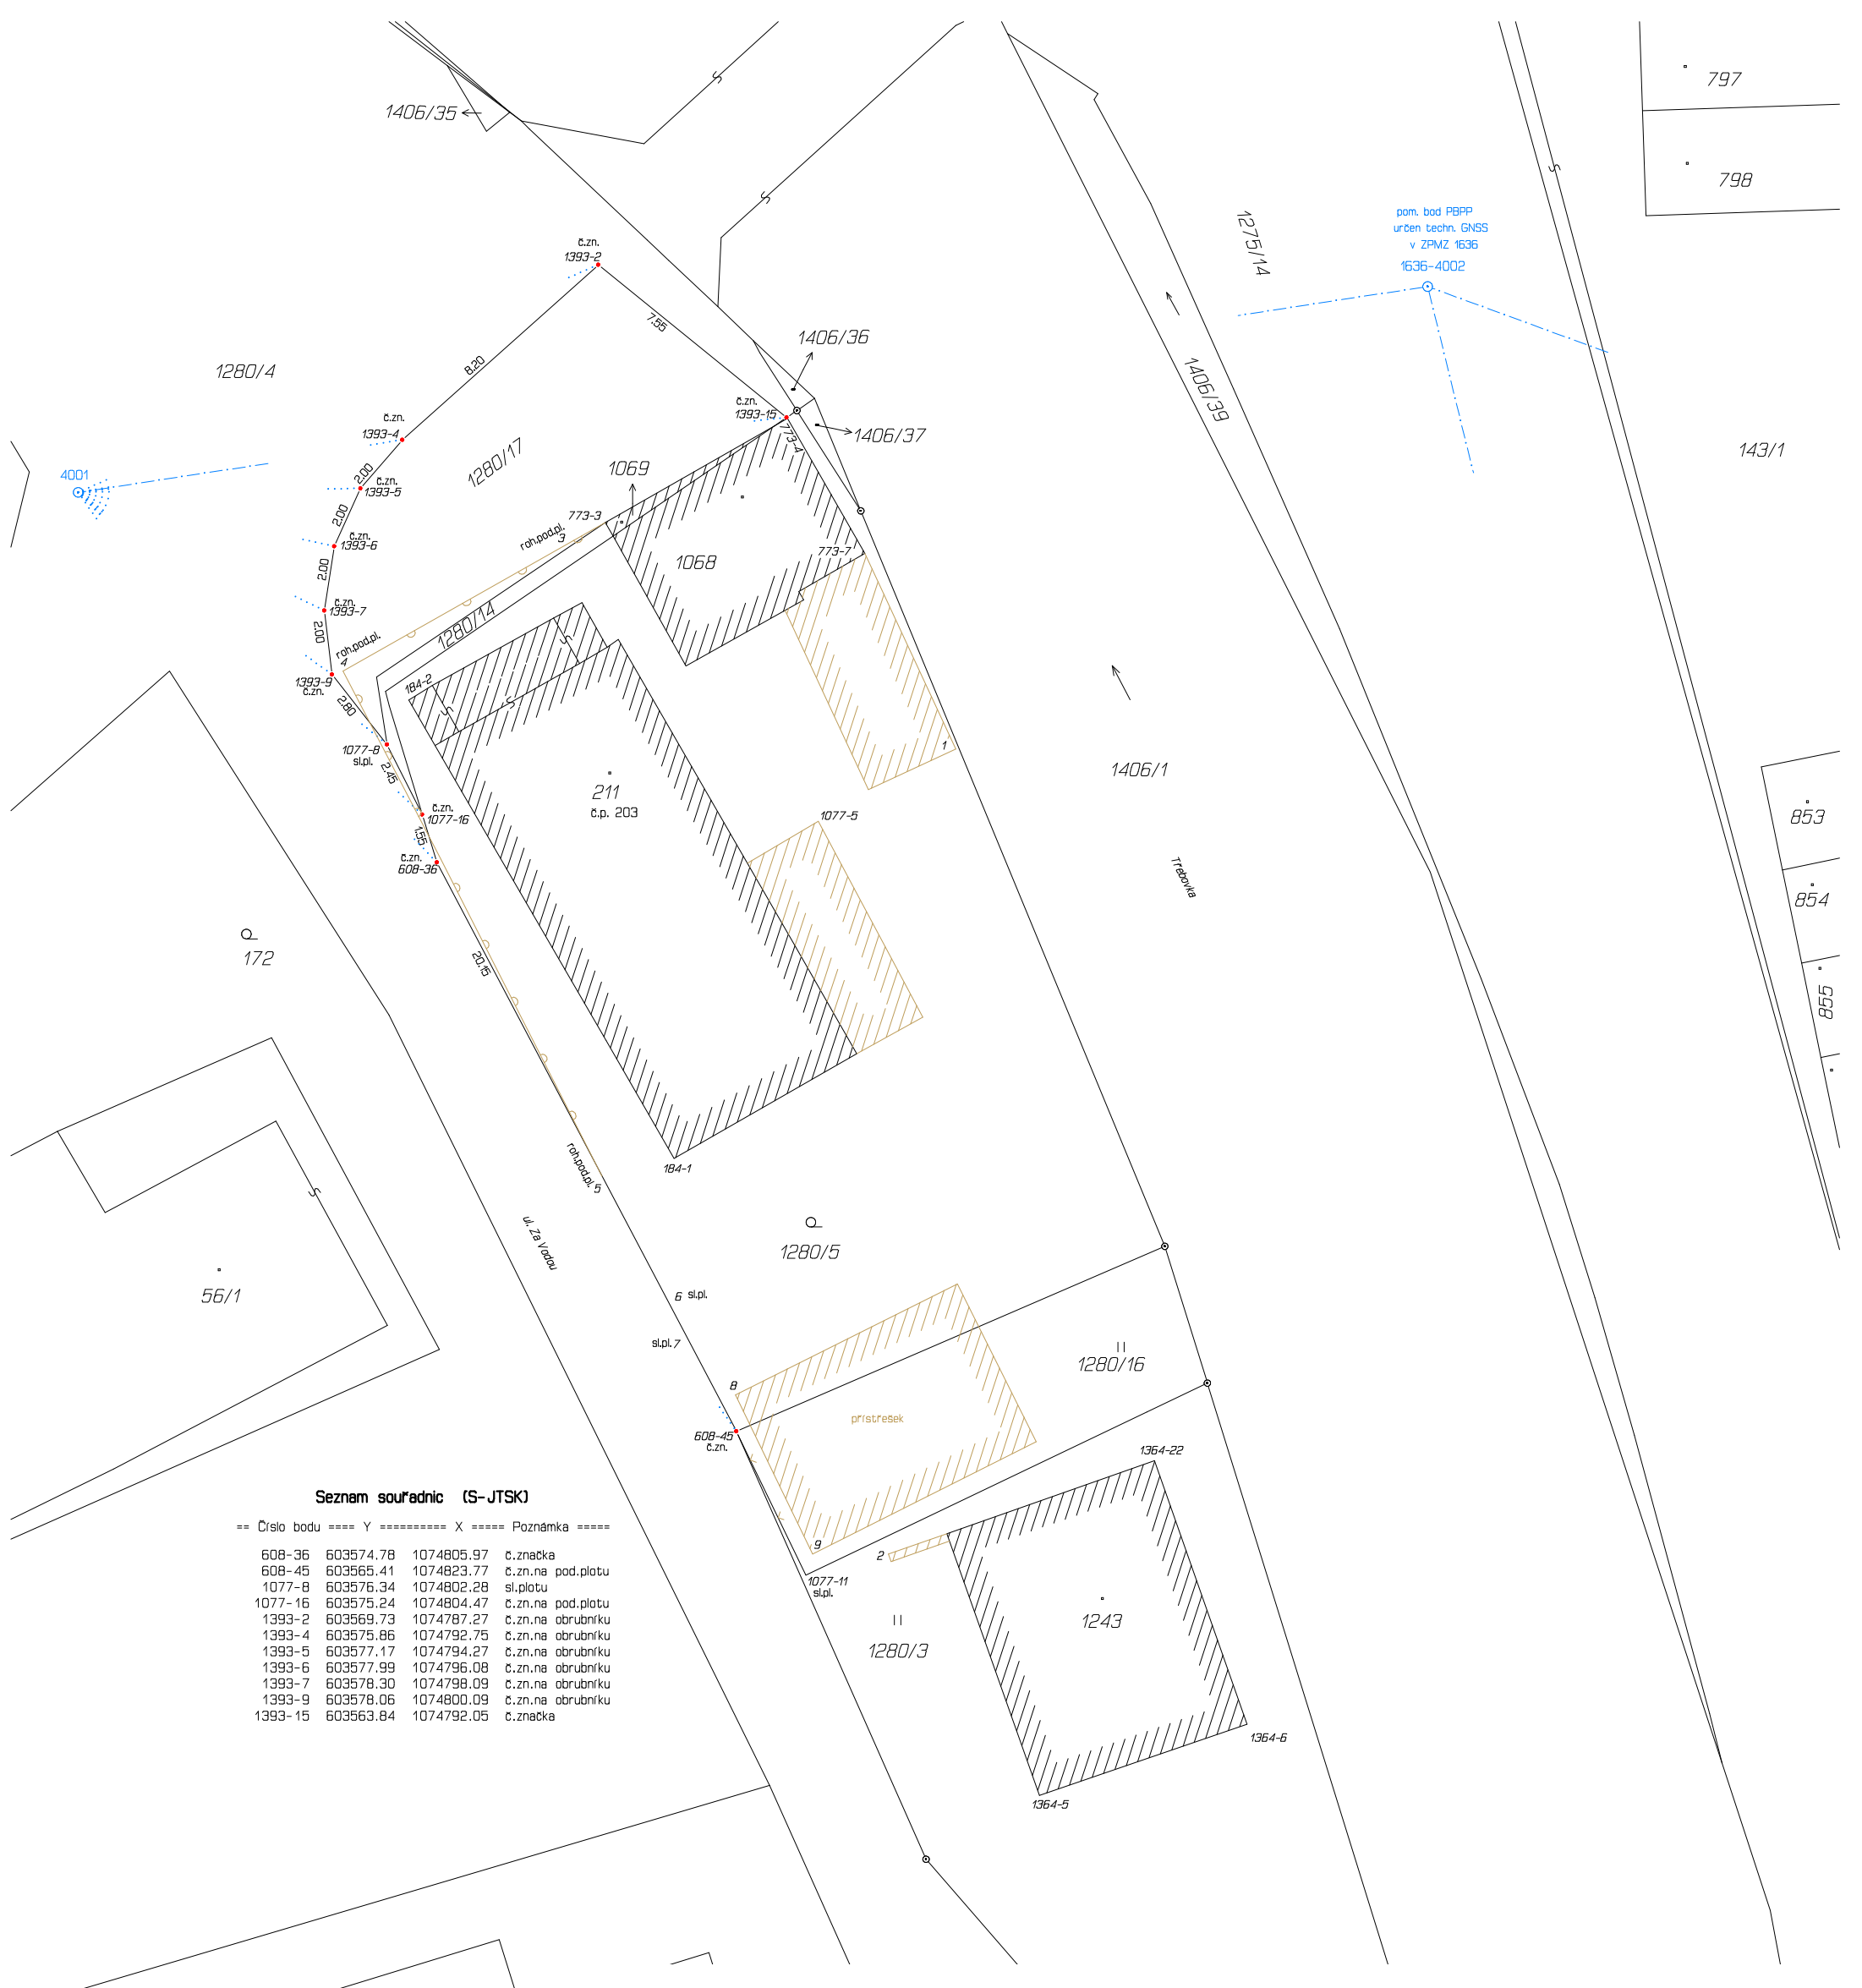 797
1406/35
798
pom. bod PBPP
určen techn. GNSS
v ZPMZ 1636
1636-4002
1275/14
č.zn.
1393-2
7.55
1406/36
1280/4
8.20
1406/39
č.zn.
1393-15
č.zn.
1393-4
773-4
1406/37
143/1
1280/17
4001
2.00
č.zn.
1393-5
1069
773-3
2.00
č.zn.
1393-6
roh.pod.pl.
3
773-7
1068
2.00
č.zn.
1393-7
2.00
1280/14
roh.pod.pl.
4
1393-9
č.zn.
184-2
2.80
1077-8
sl.pl.
1
2.45
1406/1
211
č.p. 203
č.zn.
1077-16
1077-5
853
1.55
č.zn.
608-36
Třebovka
854
172
20.15
855
184-1
roh.pod.pl. 5
ul. Za Vodou
1280/5
56/1
6 sl.pl.
sl.pl. 7
1280/16
8
přístřešek
608-45
č.zn.
1364-22
Seznam souřadnic (S-JTSK)
== Číslo bodu ==== Y ========== X ===== Poznámka =====
608-36 603574.78 1074805.97 č.značka
608-45 603565.41 1074823.77 č.zn.na pod.plotu
1077-8 603576.34 1074802.28 sl.plotu
1077-16 603575.24 1074804.47 č.zn.na pod.plotu
1393-2 603569.73 1074787.27 č.zn.na obrubníku
1393-4 603575.86 1074792.75 č.zn.na obrubníku
1393-5 603577.17 1074794.27 č.zn.na obrubníku
1393-6 603577.99 1074796.08 č.zn.na obrubníku
1393-7 603578.30 1074798.09 č.zn.na obrubníku
1393-9 603578.06 1074800.09 č.zn.na obrubníku
1393-15 603563.84 1074792.05 č.značka
9
2
1077-11
sl.pl.
1243
1280/3
1364-6
1364-5